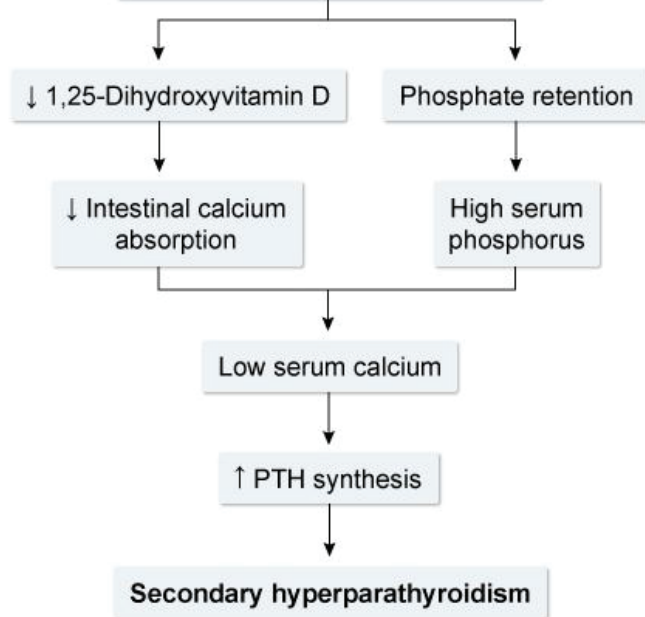 ↓ 1,25-Dihydroxyvitamin D
Phosphate retention
↓ Intestinal calcium
absorption
High serum
phosphorus
Low serum calcium
↑ PTH synthesis
Secondary hyperparathyroidism